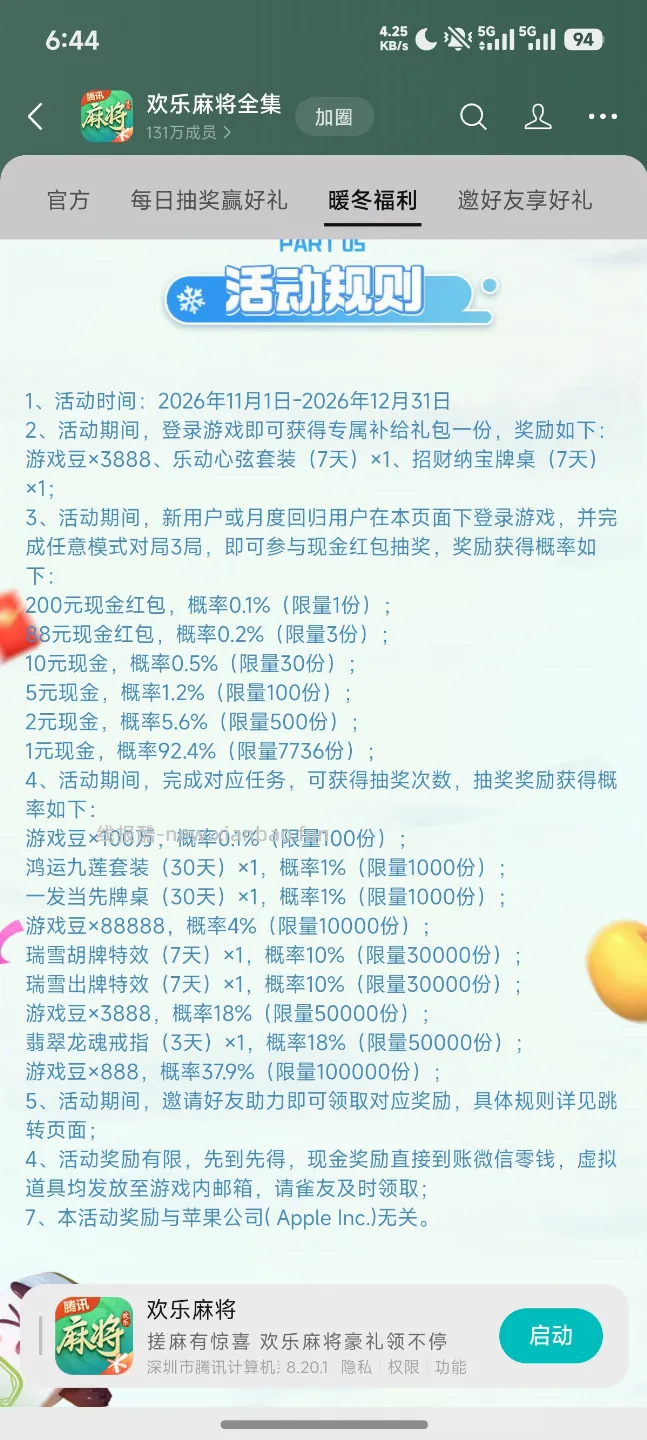 6:44
4.25
KB/s
5G
5G
94
腾讯
麻将
欢乐麻将全集
131万成员
加圈
官方
每日抽奖赢好礼
暖冬福利
邀好友享好礼
PART 05
活动规则
1、活动时间：2026年11月1日-2026年12月31日
2、活动期间，登录游戏即可获得专属补给礼包一份，奖励如下：
游戏豆×3888、乐动心弦套装（7天）×1、招财纳宝牌桌（7天）
×1；
3、活动期间，新用户或月度回归用户在本页面下登录游戏，并完
成任意模式对局3局，即可参与现金红包抽奖，奖励获得概率如
下：
200元现金红包，概率0.1%（限量1份）；
88元现金红包，概率0.2%（限量3份）；
10元现金，概率0.5%（限量30份）；
5元现金，概率1.2%（限量100份）；
2元现金，概率5.6%（限量500份）；
1元现金，概率92.4%（限量7736份）；
4、活动期间，完成对应任务，可获得抽奖次数，抽奖奖励获得概
率如下：
游戏豆×100万，概率0.1%（限量100份）；
鸿运九莲套装（30天）×1，概率1%（限量1000份）；
一发当先牌桌（30天）×1，概率1%（限量1000份）；
游戏豆×88888，概率4%（限量10000份）；
瑞雪胡牌特效（7天）×1，概率10%（限量30000份）；
瑞雪出牌特效（7天）×1，概率10%（限量30000份）；
游戏豆×3888，概率18%（限量50000份）；
翡翠龙魂戒指（3天）×1，概率18%（限量50000份）；
游戏豆×888，概率37.9%（限量100000份）；
5、活动期间，邀请好友助力即可领取对应奖励，具体规则详见跳
转页面；
4、活动奖励有限，先到先得，现金奖励直接到账微信零钱，虚拟
道具均发放至游戏内邮箱，请雀友及时领取；
7、本活动奖励与苹果公司( Apple Inc.)无关。
腾讯
欢乐
麻将
欢乐麻将
搓麻有惊喜 欢乐麻将豪礼领不停
深圳市腾讯计算机 8.20.1 隐私 权限 功能
启动